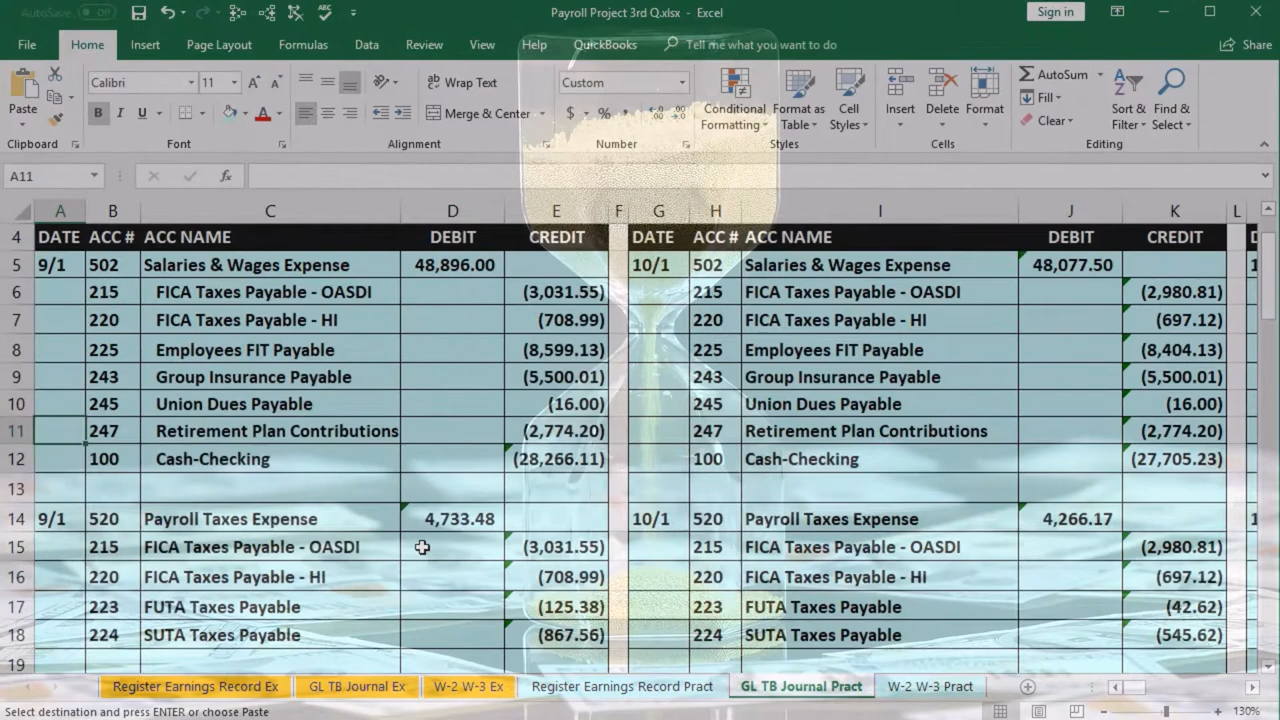 AutoSave Off Payroll Project 3rd Q.xlsx - Excel Sign in
File Home Insert Page Layout Formulas Data Review View Help QuickBooks Tell me what you want to do Share
Calibri 11 Wrap Text Custom AutoSum
Paste Conditional Format as Cell Insert Delete Format Fill Sort & Find &
B I U Merge & Center $ % Formatting Table Styles Clear Filter Select
Clipboard Font Alignment Number Styles Cells Editing
A11 fx
A B C D E F G H I J K L
4 DATE ACC # ACC NAME DEBIT CREDIT DATE ACC # ACC NAME DEBIT CREDIT
5 9/1 502 Salaries & Wages Expense 48,896.00 10/1 502 Salaries & Wages Expense 48,077.50
6 215 FICA Taxes Payable - OASDI (3,031.55) 215 FICA Taxes Payable - OASDI (2,980.81)
7 220 FICA Taxes Payable - HI (708.99) 220 FICA Taxes Payable - HI (697.12)
8 225 Employees FIT Payable (8,599.13) 225 Employees FIT Payable (8,404.13)
9 243 Group Insurance Payable (5,500.01) 243 Group Insurance Payable (5,500.01)
10 245 Union Dues Payable (16.00) 245 Union Dues Payable (16.00)
11 247 Retirement Plan Contributions (2,774.20) 247 Retirement Plan Contributions (2,774.20)
12 100 Cash-Checking (28,266.11) 100 Cash-Checking (27,705.23)
13
14 9/1 520 Payroll Taxes Expense 4,733.48 10/1 520 Payroll Taxes Expense 4,266.17
15 215 FICA Taxes Payable - OASDI (3,031.55) 215 FICA Taxes Payable - OASDI (2,980.81)
16 220 FICA Taxes Payable - HI (708.99) 220 FICA Taxes Payable - HI (697.12)
17 223 FUTA Taxes Payable (125.38) 223 FUTA Taxes Payable (42.62)
18 224 SUTA Taxes Payable (867.56) 224 SUTA Taxes Payable (545.62)
19
Register Earnings Record Ex GL TB Journal Ex W-2 W-3 Ex Register Earnings Record Pract GL TB Journal Pract W-2 W-3 Pract
Select destination and press ENTER or choose Paste 130%